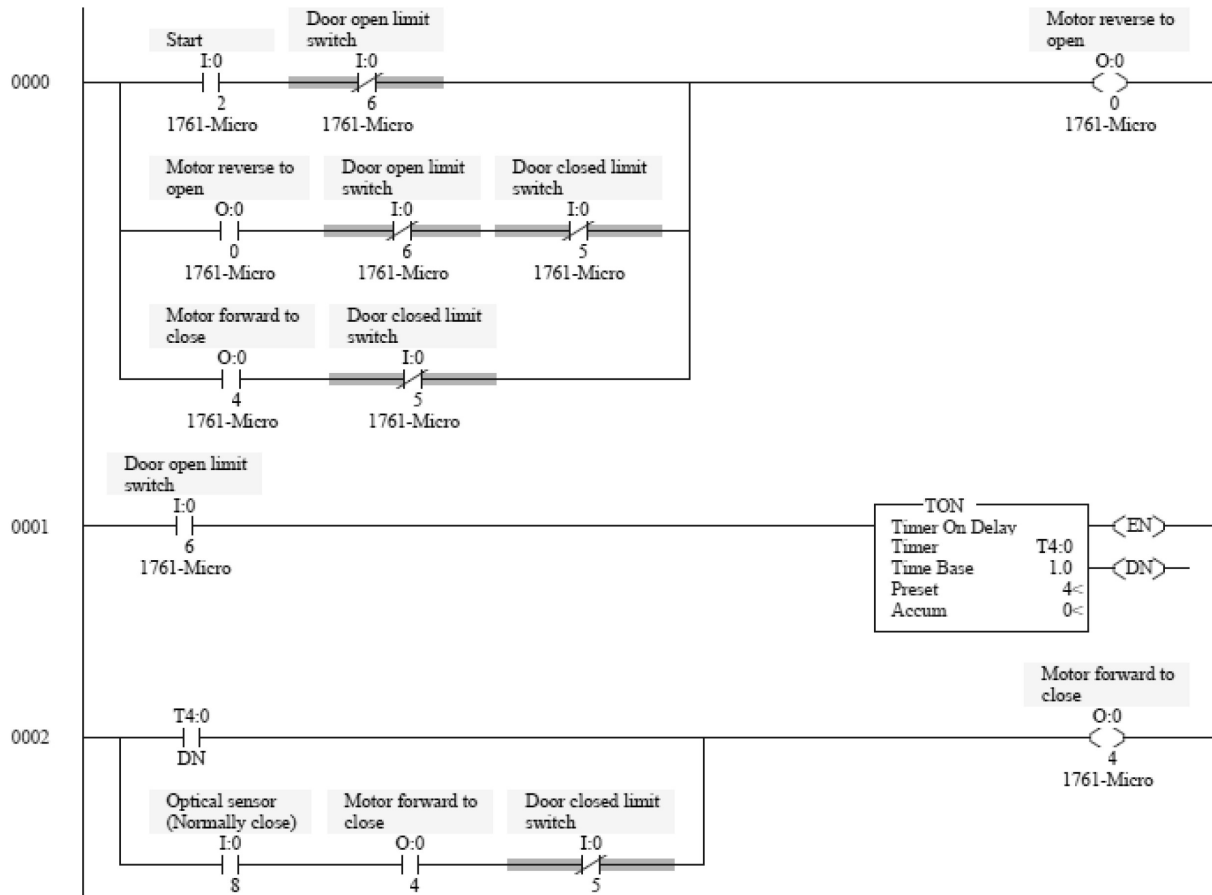 Start
Door open limit
switch
Motor reverse to
open
I:0
I:0
O:0
0000
2
6
0
1761-Micro
1761-Micro
1761-Micro
Motor reverse to
open
Door open limit
switch
Door closed limit
switch
O:0
I:0
I:0
0
6
5
1761-Micro
1761-Micro
1761-Micro
Motor forward to
close
Door closed limit
switch
O:0
I:0
4
5
1761-Micro
1761-Micro
Door open limit
switch
I:0
0001
6
1761-Micro
TON
Timer On Delay
Timer T4:0
Time Base 1.0
Preset 4<
Accum 0<
EN
DN
Motor forward to
close
T4:0
O:0
0002
DN
4
1761-Micro
Optical sensor
(Normally close)
Motor forward to
close
Door closed limit
switch
I:0
O:0
I:0
8
4
5